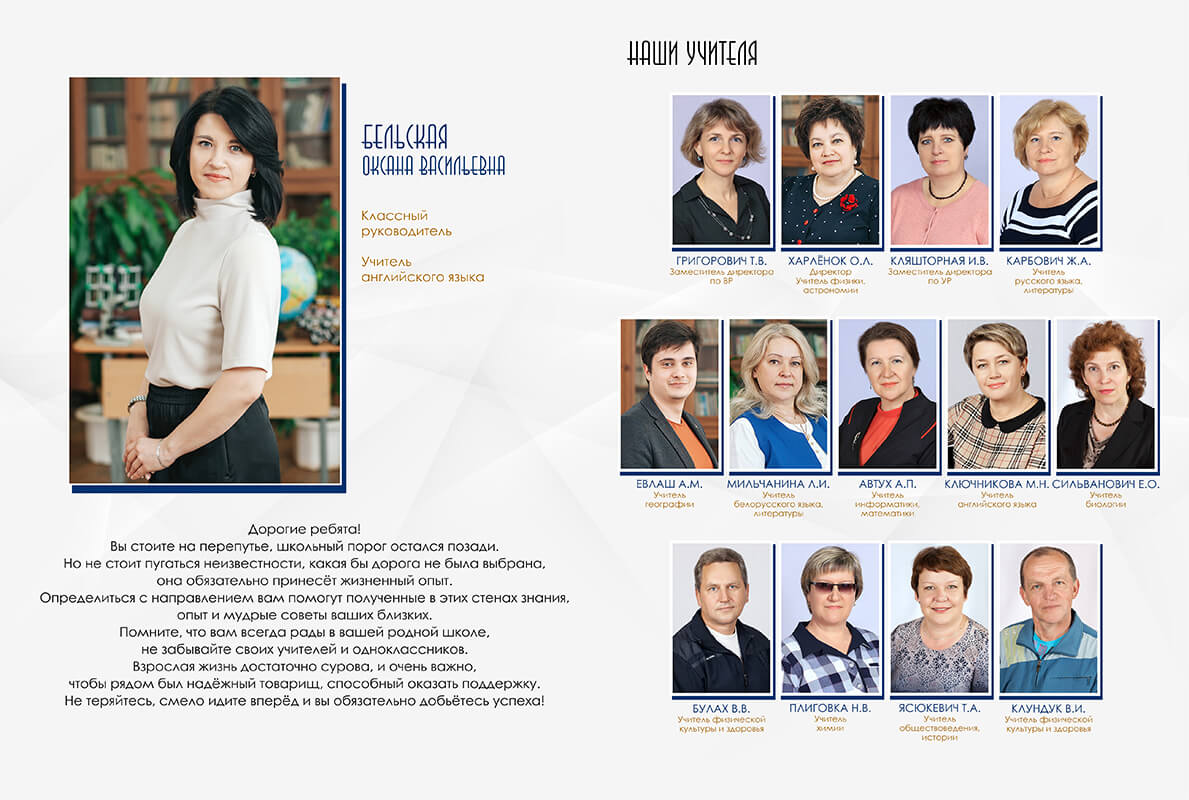 БЕЛЬСКАЯ
ОКСАНА ВАСИЛЬЕВНА
Классный
руководитель
Учитель
английского языка
Дорогие ребята!
Вы стоите на перепутье, школьный порог остался позади.
Но не стоит пугаться неизвестности, какая бы дорога не была выбрана,
она обязательно принесёт жизненный опыт.
Определиться с направлением вам помогут полученные в этих стенах знания,
опыт и мудрые советы ваших близких.
Помните, что вам всегда рады в вашей родной школе,
не забывайте своих учителей и одноклассников.
Взрослая жизнь достаточно сурова, и очень важно,
чтобы рядом был надёжный товарищ, способный оказать поддержку.
Не теряйтесь, смело идите вперёд и вы обязательно добьётесь успеха!
НАШИ УЧИТЕЛЯ
ГРИГОРОВИЧ Т.В.
Заместитель директора
по ВР
ХАРЛЁНОК О.Л.
Директор
Учитель физики,
астрономии
КЛЯШТОРНАЯ И.В.
Заместитель директора
по УР
КАРБОВИЧ Ж.А.
Учитель
русского языка,
литературы
ЕВЛАШ А.М.
Учитель
географии
МИЛЬЧАНИНА Л.И.
Учитель
белорусского языка,
литературы
АВТУХ А.П.
Учитель
информатики,
математики
КЛЮЧНИКОВА М.Н.
Учитель
английского языка
СИЛЬВАНОВИЧ Е.О.
Учитель
биологии
БУЛАХ В.В.
Учитель физической
культуры и здоровья
ПЛИГОВКА Н.В.
Учитель
химии
ЯСЮКЕВИЧ Т.А.
Учитель
обществоведения,
истории
КЛУНДУК В.И.
Учитель физической
культуры и здоровья